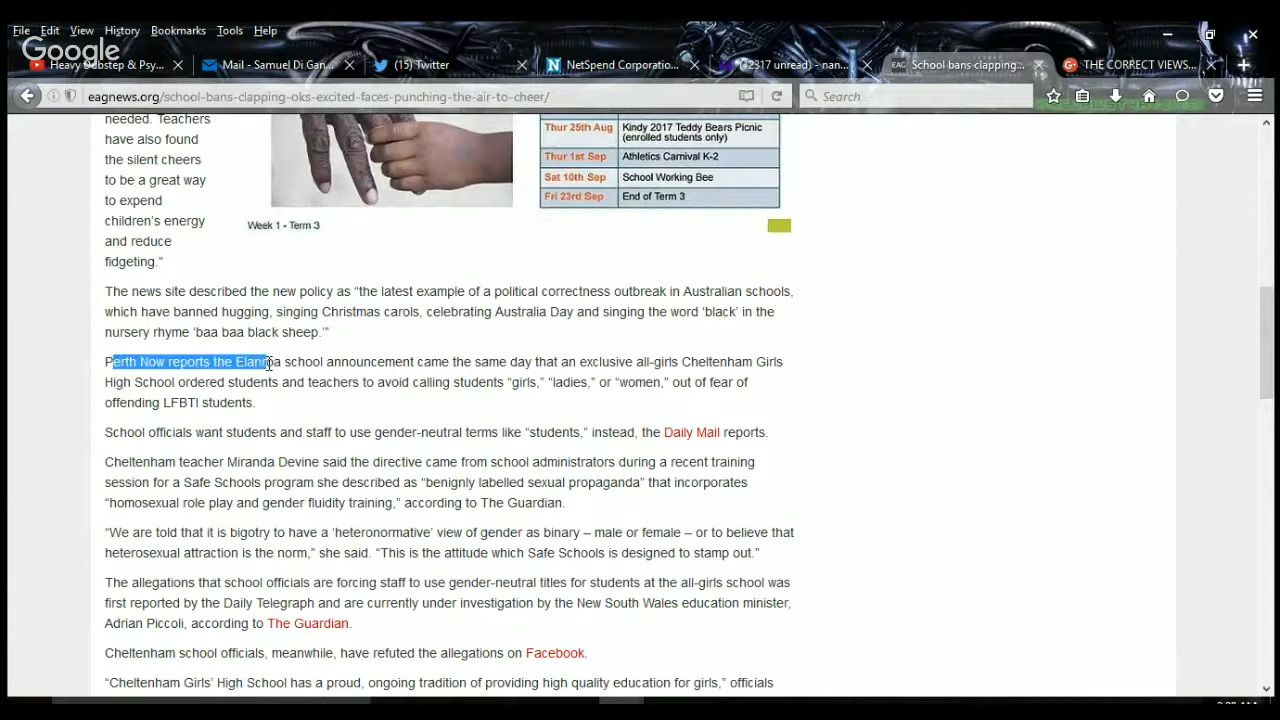 File Edit View History Bookmarks Tools Help
Google
Heavy Dubstep & Psy...
Mail - Samuel Di Gan...
(15) Twitter
NetSpend Corporatio...
(2317 unread) - nan...
EAG School bans clapping...
THE CORRECT VIEWS...
eagnews.org/school-bans-clapping-oks-excited-faces-punching-the-air-to-cheer/
Search
needed. Teachers
have also found
the silent cheers
to be a great way
to expend
children's energy
and reduce
fidgeting.”
Thur 25th Aug Kindy 2017 Teddy Bears Picnic
(enrolled students only)
Thur 1st Sep Athletics Carnival K-2
Sat 10th Sep School Working Bee
Fri 23rd Sep End of Term 3
Week 1 - Term 3
The news site described the new policy as “the latest example of a political correctness outbreak in Australian schools,
which have banned hugging, singing Christmas carols, celebrating Australia Day and singing the word ‘black’ in the
nursery rhyme ‘baa baa black sheep.’”
Perth Now reports the Elanroa school announcement came the same day that an exclusive all-girls Cheltenham Girls
High School ordered students and teachers to avoid calling students “girls,” “ladies,” or “women,” out of fear of
offending LFBTI students.
School officials want students and staff to use gender-neutral terms like “students,” instead, the Daily Mail reports.
Cheltenham teacher Miranda Devine said the directive came from school administrators during a recent training
session for a Safe Schools program she described as “benignly labelled sexual propaganda” that incorporates
“homosexual role play and gender fluidity training,” according to The Guardian.
“We are told that it is bigotry to have a ‘heteronormative’ view of gender as binary – male or female – or to believe that
heterosexual attraction is the norm,” she said. “This is the attitude which Safe Schools is designed to stamp out.”
The allegations that school officials are forcing staff to use gender-neutral titles for students at the all-girls school was
first reported by the Daily Telegraph and are currently under investigation by the New South Wales education minister,
Adrian Piccoli, according to The Guardian.
Cheltenham school officials, meanwhile, have refuted the allegations on Facebook.
“Cheltenham Girls’ High School has a proud, ongoing tradition of providing high quality education for girls,” officials